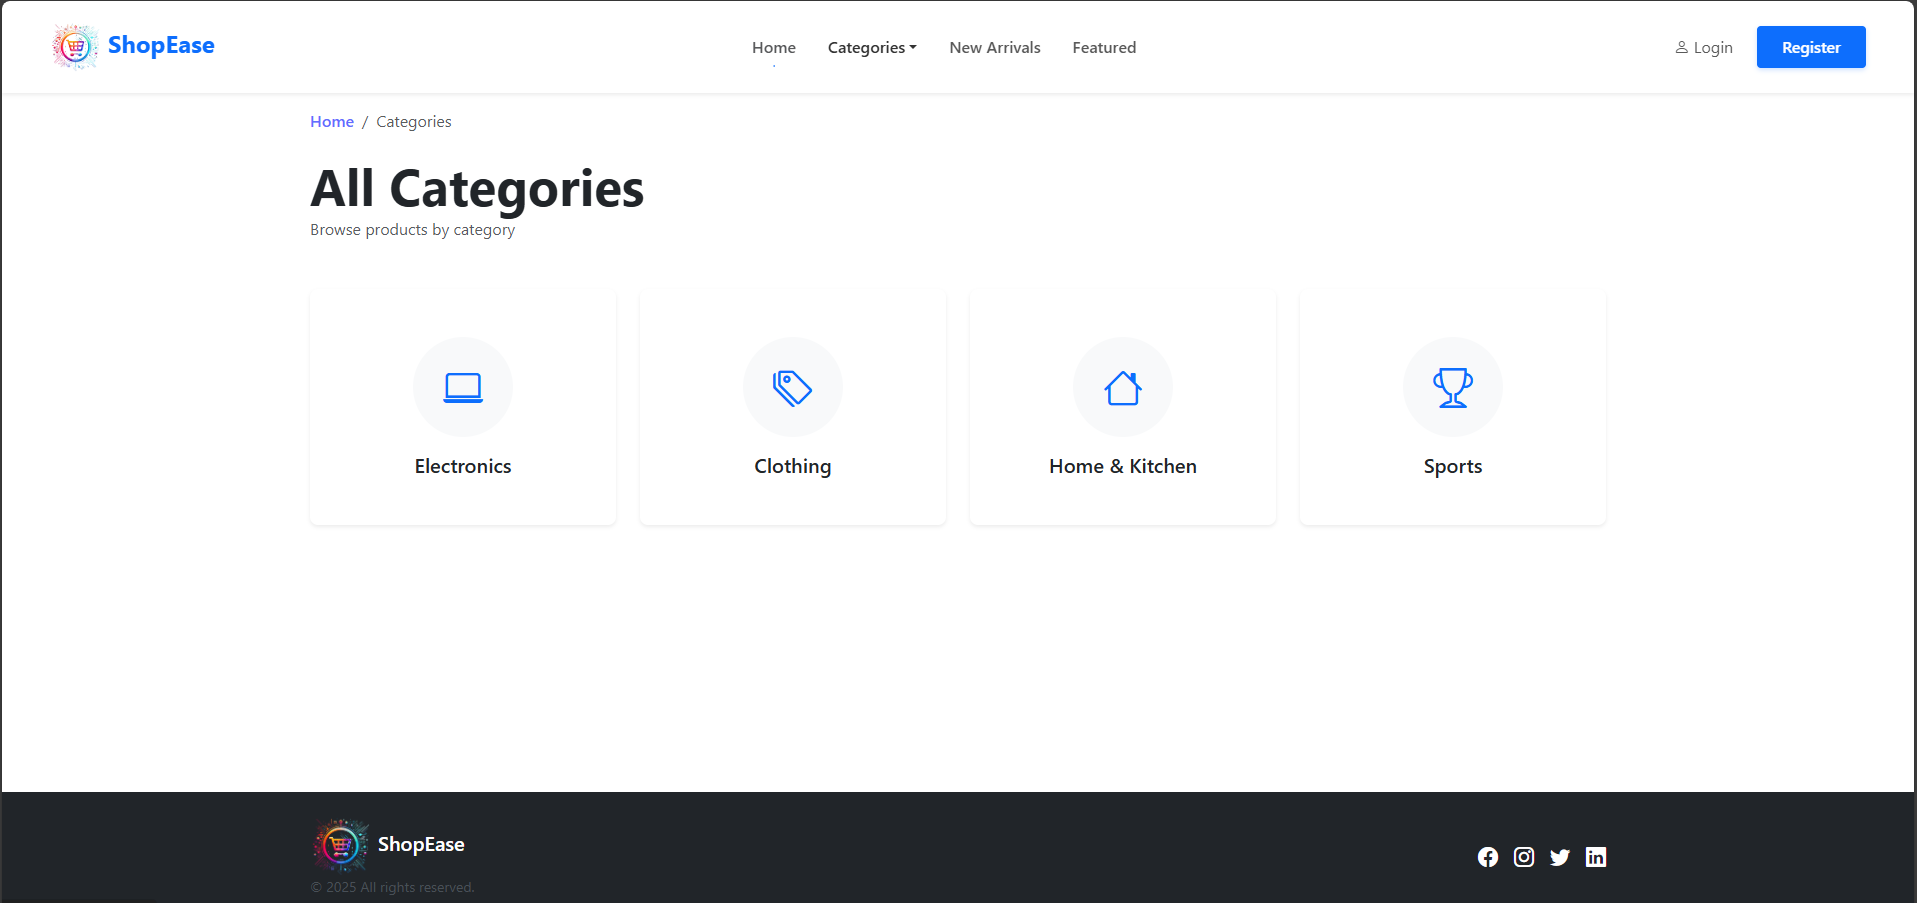 ShopEase
Home Categories New Arrivals Featured
Login Register
Home / Categories
All Categories
Browse products by category
Electronics
Clothing
Home & Kitchen
Sports
ShopEase
© 2025 All rights reserved.